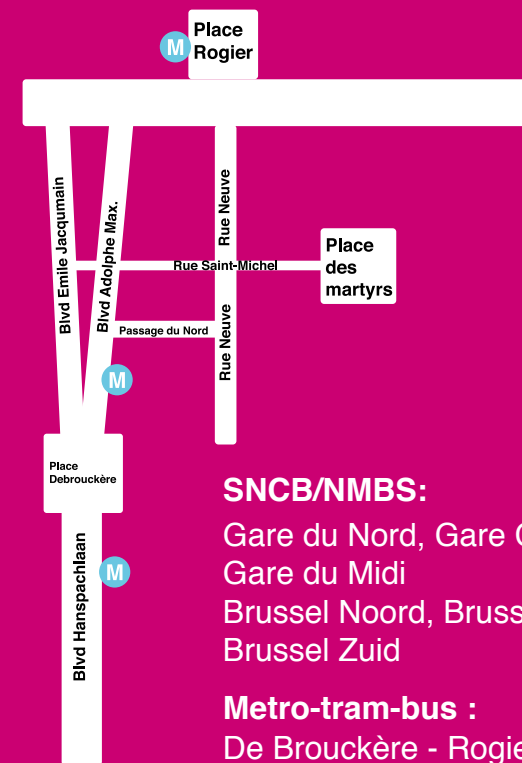 Place
Rogier
M
Blvd Emile Jacqumain
Blvd Adolphe Max.
Rue Neuve
Rue Saint-Michel
Place
des
martyrs
Passage du Nord
Rue Neuve
M
Place
Debrouckère
Blvd Hanspachlaan
M
SNCB/NMBS:
Gare du Nord, Gare
Gare du Midi
Brussel Noord,
Brussel Zuid
Metro-tram-bus :
De Brouckère -